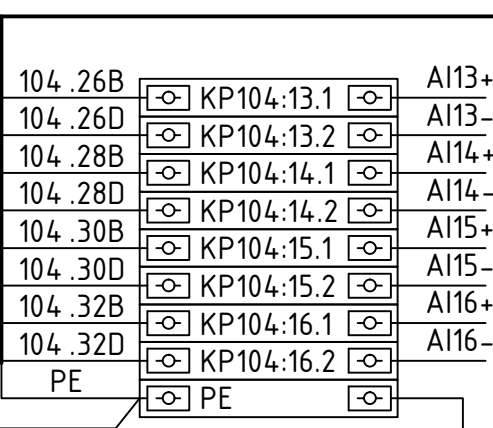 104 .26B KP104:13.1 AI13+
104 .26D KP104:13.2 AI13-
104 .28B KP104:14.1 AI14+
104 .28D KP104:14.2 AI14-
104 .30B KP104:15.1 AI15+
104 .30D KP104:15.2 AI15-
104 .32B KP104:16.1 AI16+
104 .32D KP104:16.2 AI16-
PE PE